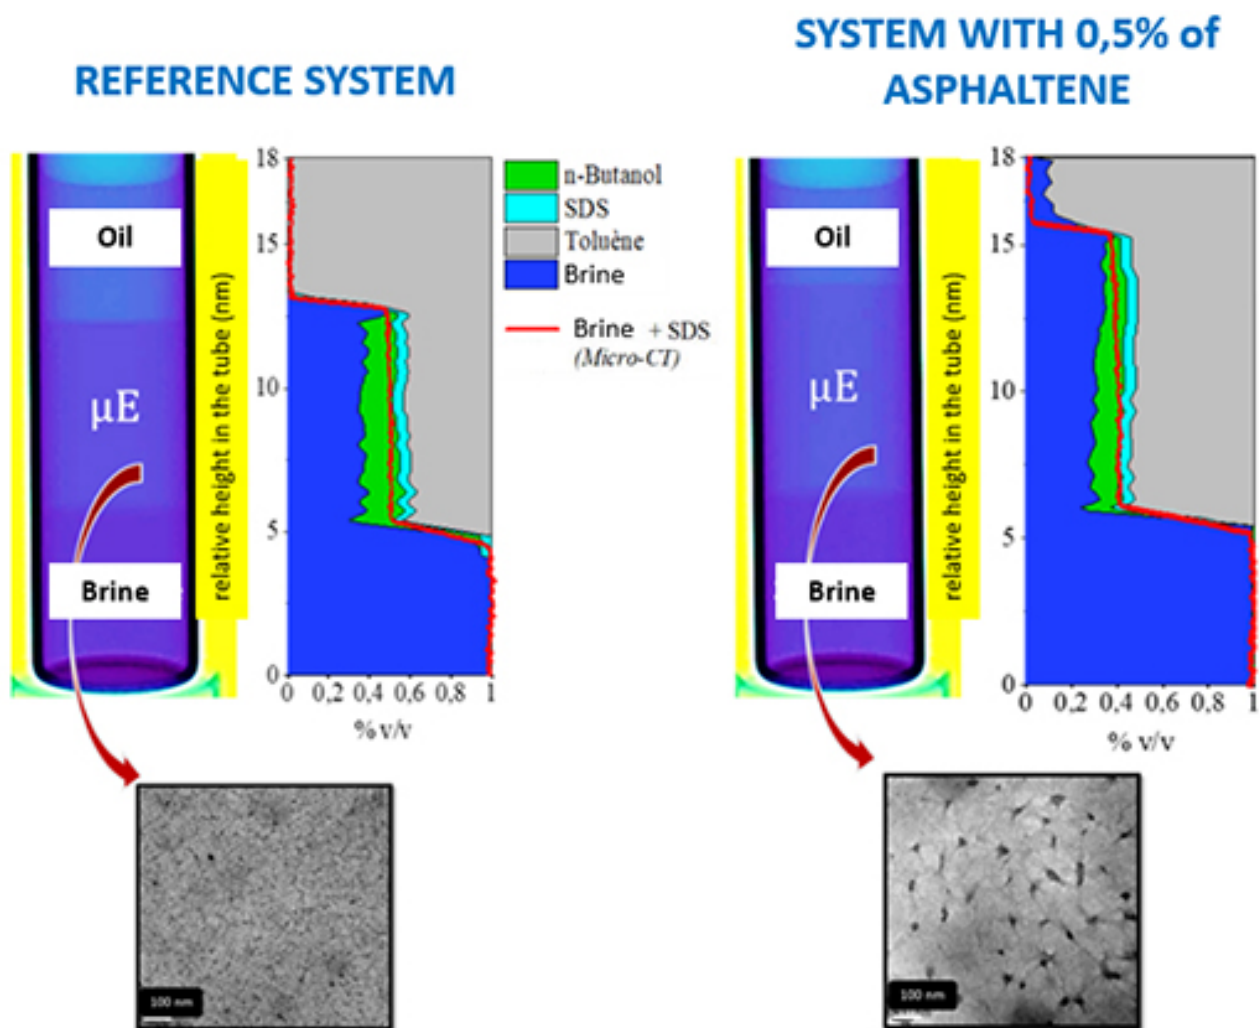 REFERENCE SYSTEM
SYSTEM WITH 0,5% of
ASPHALTENE
Oil
μE
Brine
relative height in the tube (nm)
18
15
10
5
0
0 0,2 0,4 0,6 0,8 1
% v/v
n-Butanol
SDS
Toluène
Brine
Brine + SDS
(Micro-CT)
Oil
μE
Brine
relative height in the tube (nm)
18
15
10
5
0
0 0,2 0,4 0,6 0,8 1
% v/v
100 nm
100 nm